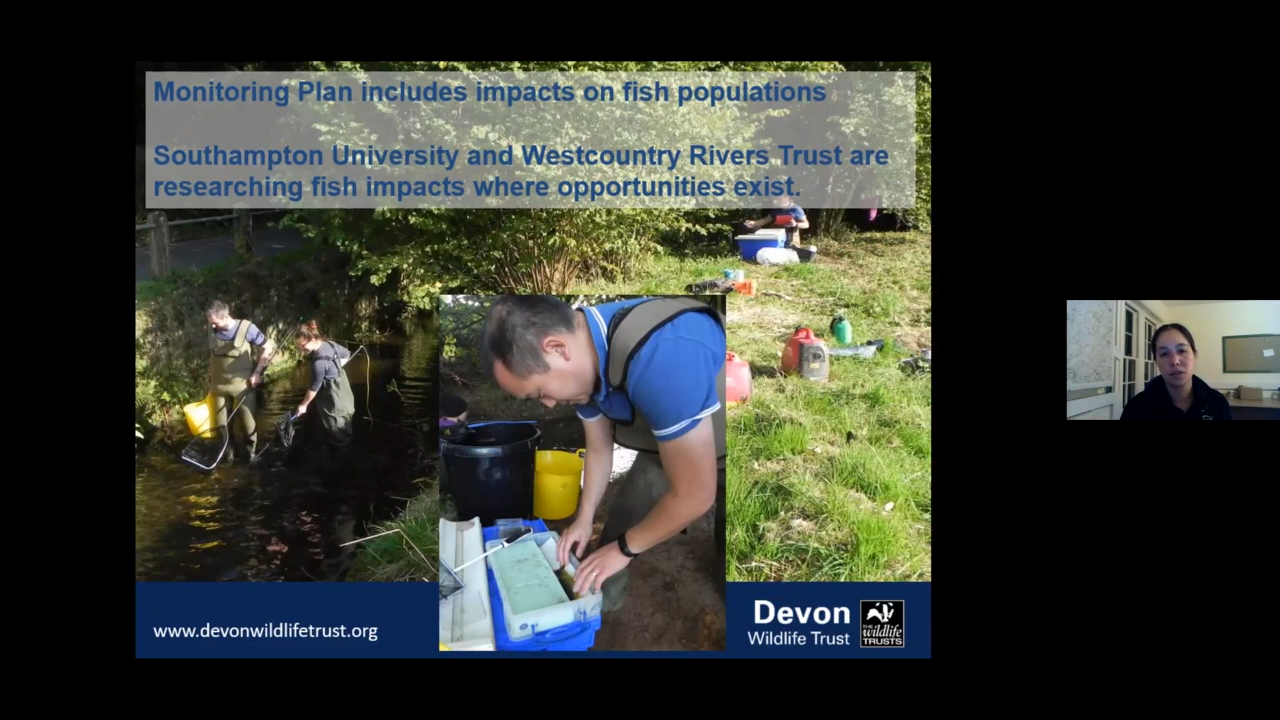 Monitoring Plan includes impacts on fish populations
Southampton University and Westcountry Rivers Trust are
researching fish impacts where opportunities exist.
www.devonwildlifetrust.org
Devon
Wildlife Trust
THE
wildlife
TRUSTS